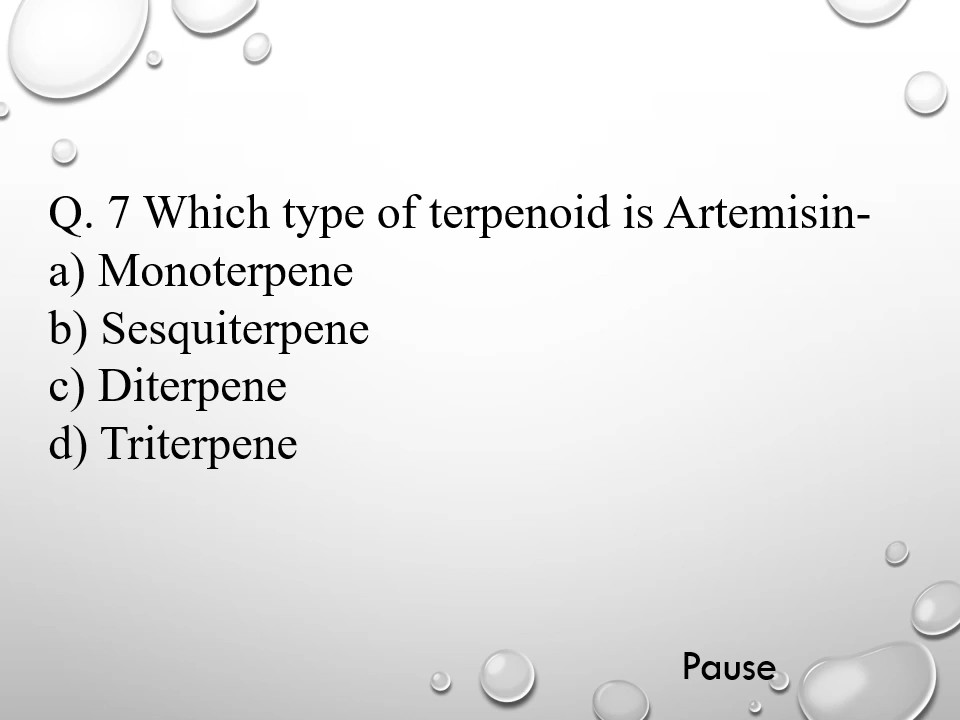 Q. 7 Which type of terpenoid is Artemisin-
a) Monoterpene
b) Sesquiterpene
c) Diterpene
d) Triterpene
Pause